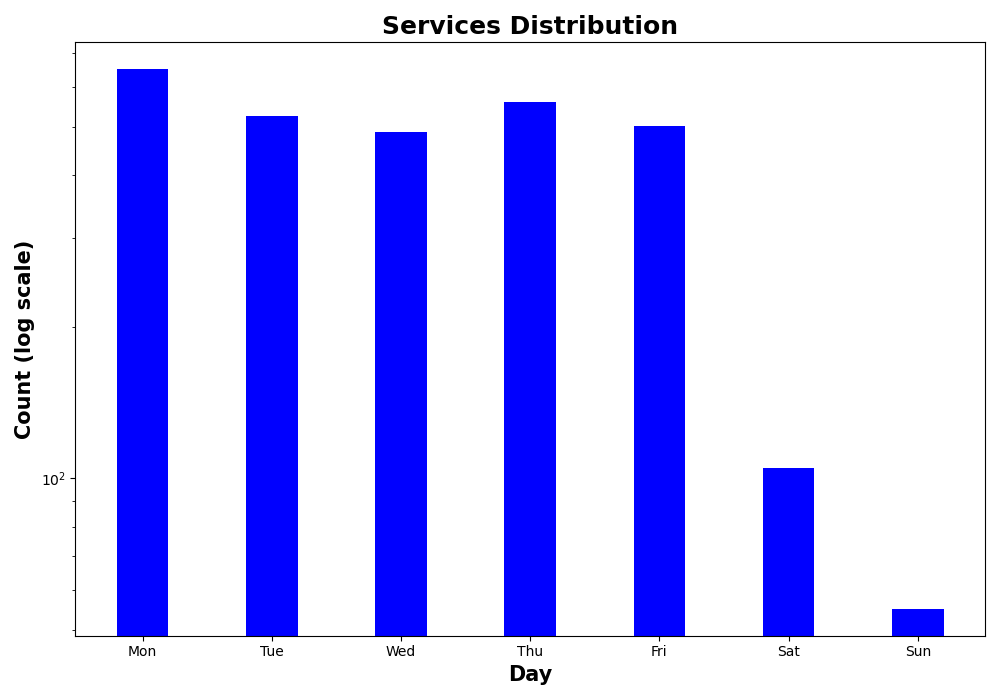 Services Distribution
Count (log scale)
10²
Mon Tue Wed Thu Fri Sat Sun
Day